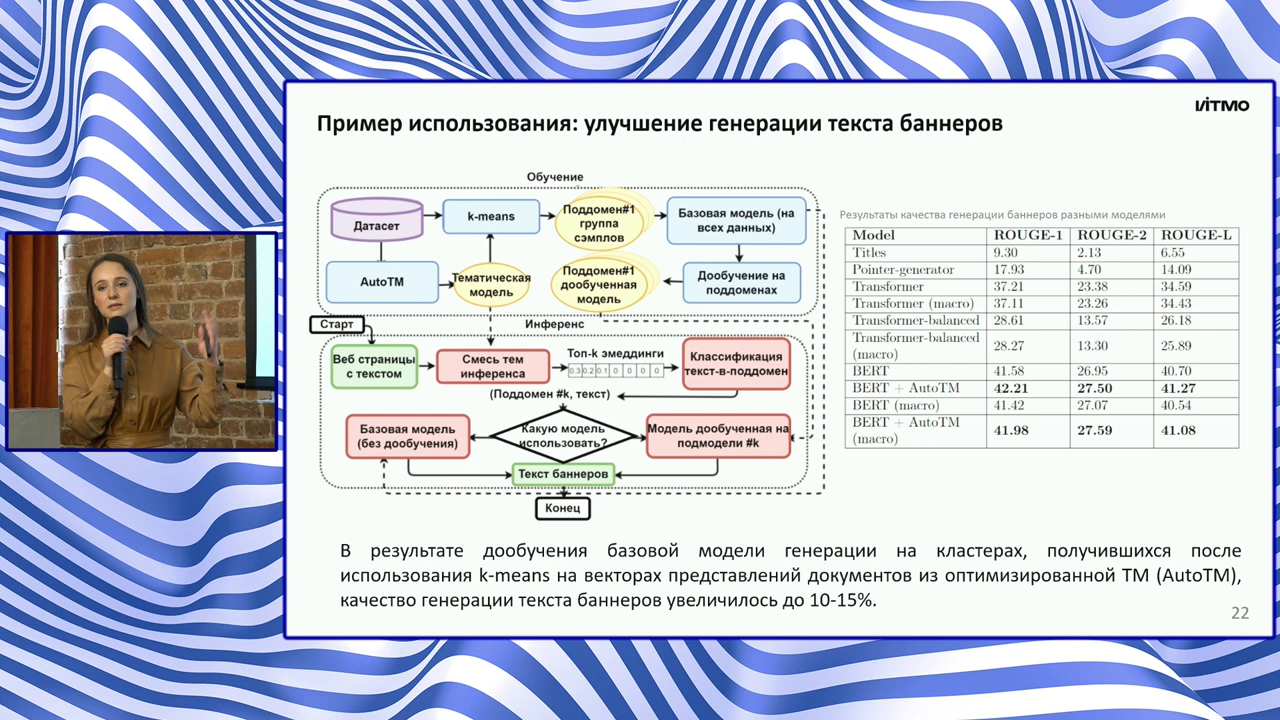 ИТМО
Пример использования: улучшение генерации текста баннеров
Обучение
Датасет
k-means
Поддомен#1
группа
сэмплов
Базовая модель (на
всех данных)
AutoTM
Тематическая
модель
Поддомен#1
дообученная
модель
Дообучение на
поддоменах
Старт
Инференс
Веб страницы
с текстом
Смесь тем
инференса
Топ-k эмеддинги
0.3 0.2 0.1 0 0 0 0
Классификация
текст-в-поддомен
(Поддомен #k, текст)
Базовая модель
(без дообучения)
Какую модель
использовать?
Модель дообученная на
подмодели #k
Текст баннеров
Конец
Результаты качества генерации баннеров разными моделями
Model ROUGE-1 ROUGE-2 ROUGE-L
Titles 9.30 2.13 6.55
Pointer-generator 17.93 4.70 14.09
Transformer 37.21 23.38 34.59
Transformer (macro) 37.11 23.26 34.43
Transformer-balanced 28.61 13.57 26.18
Transformer-balanced
(macro) 28.27 13.30 25.89
BERT 41.58 26.95 40.70
BERT + AutoTM 42.21 27.50 41.27
BERT (macro) 41.42 27.07 40.54
BERT + AutoTM
(macro) 41.98 27.59 41.08
В результате дообучения базовой модели генерации на кластерах, получившихся после
использования k-means на векторах представлений документов из оптимизированной ТМ (AutoTM),
качество генерации текста баннеров увеличилось до 10-15%.
22